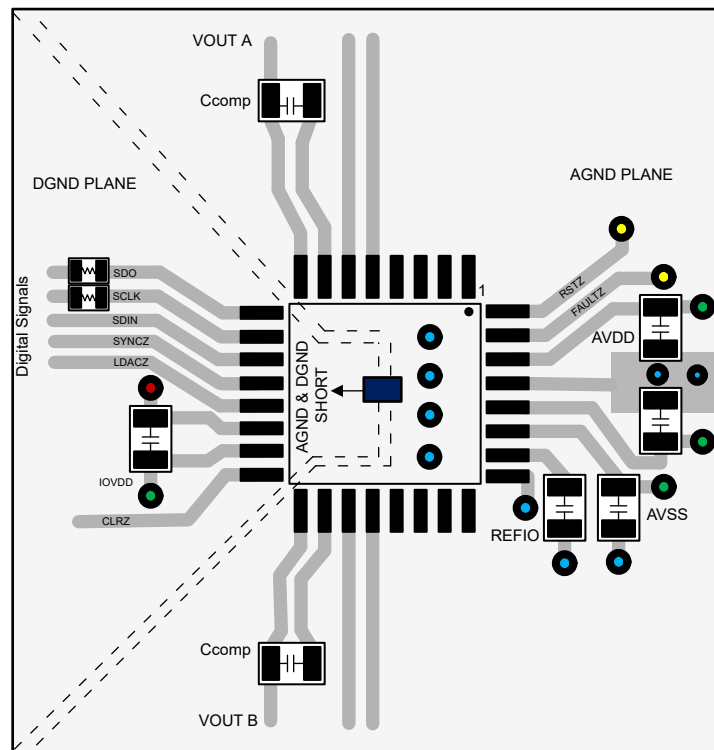 VOUT A
Ccomp
DGND PLANE
AGND PLANE
Digital Signals
SDO
SCLK
SDIN
SYNCZ
LDACZ
IOVDD
CLRZ
AGND & DGND
SHORT
1
RSTZ
FAULTZ
AVDD
REFIO
AVSS
Ccomp
VOUT B